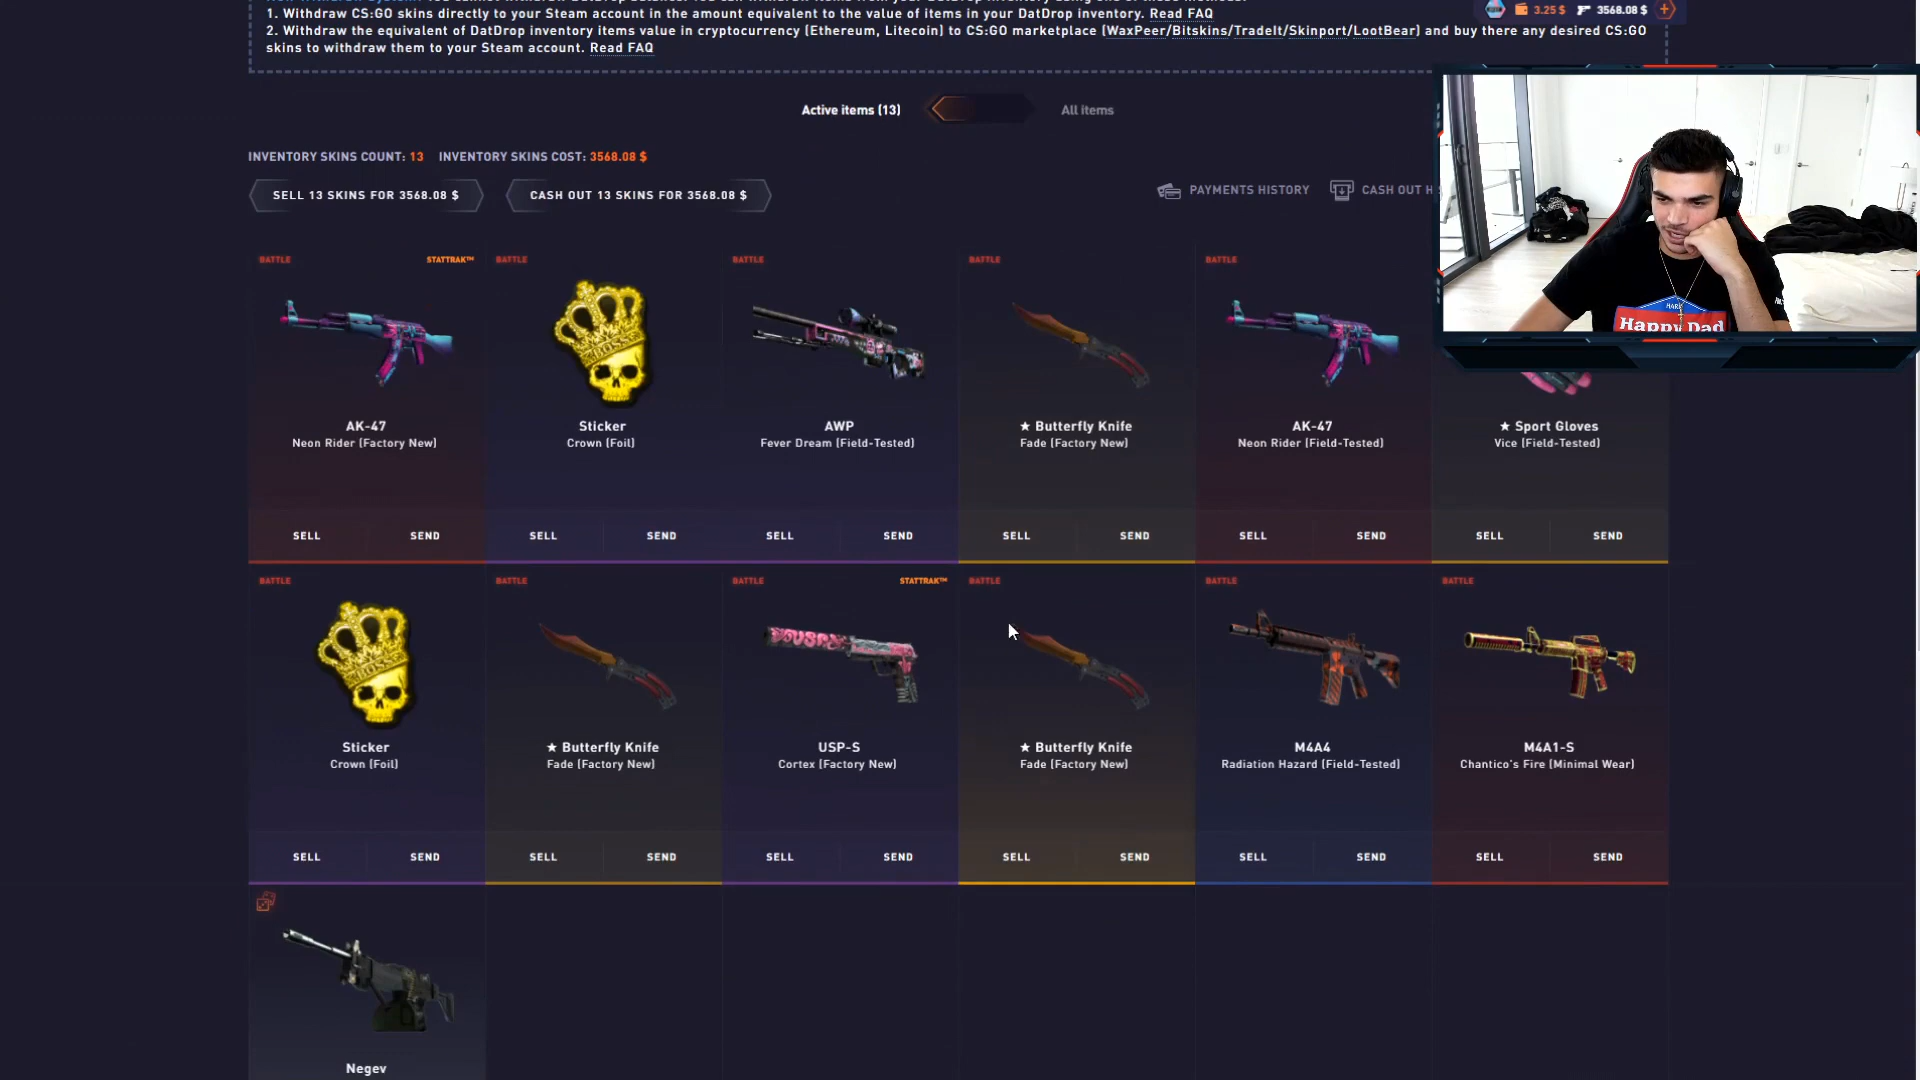 1. Withdraw CS:GO skins directly to your Steam account in the amount equivalent to the value of items in your DatDrop inventory. Read FAQ
2. Withdraw the equivalent of DatDrop inventory items value in cryptocurrency (Ethereum, Litecoin) to CS:GO marketplace (WaxPeer/Bitskins/TradeIt/Skinport/LootBear) and buy there any desired CS:GO
skins to withdraw them to your Steam account. Read FAQ
3.25 $ 3568.08 $ +
Active items (13) All items
INVENTORY SKINS COUNT: 13 INVENTORY SKINS COST: 3568.08 $
SELL 13 SKINS FOR 3568.08 $ CASH OUT 13 SKINS FOR 3568.08 $ PAYMENTS HISTORY CASH OUT H
Happy Dad
BATTLE STATTRAK™ BATTLE BATTLE BATTLE BATTLE
AK-47 Sticker AWP ★ Butterfly Knife AK-47 ★ Sport Gloves
Neon Rider (Factory New) Crown (Foil) Fever Dream (Field-Tested) Fade (Factory New) Neon Rider (Field-Tested) Vice (Field-Tested)
SELL SEND SELL SEND SELL SEND SELL SEND SELL SEND SELL SEND
BATTLE BATTLE BATTLE STATTRAK™ BATTLE BATTLE BATTLE
Sticker ★ Butterfly Knife USP-S ★ Butterfly Knife M4A4 M4A1-S
Crown (Foil) Fade (Factory New) Cortex (Factory New) Fade (Factory New) Radiation Hazard (Field-Tested) Chantico's Fire (Minimal Wear)
SELL SEND SELL SEND SELL SEND SELL SEND SELL SEND SELL SEND
Negev